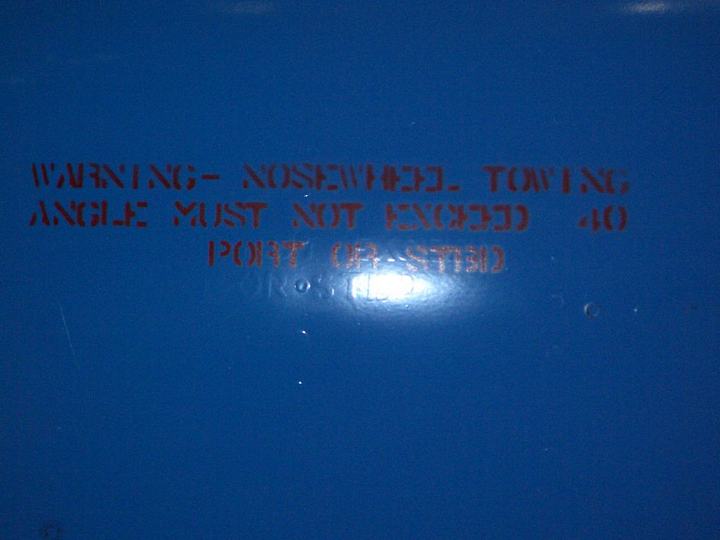 WARNING- NOSEWHEEL TOWING
ANGLE MUST NOT EXCEED 40
PORT OR STBD